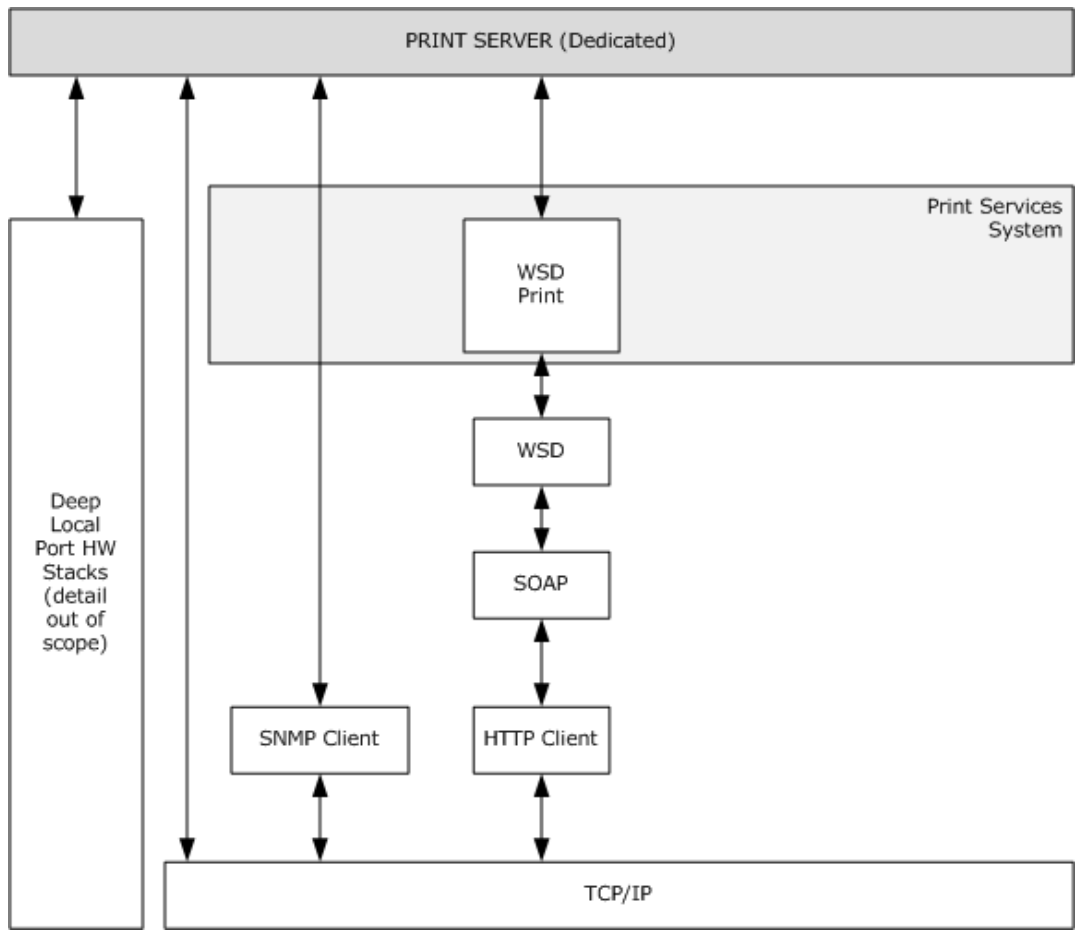 PRINT SERVER (Dedicated)
Print Services
System
WSD
Print
WSD
Deep
Local
Port HW
Stacks
(detail
out of
scope)
SOAP
SNMP Client
HTTP Client
TCP/IP